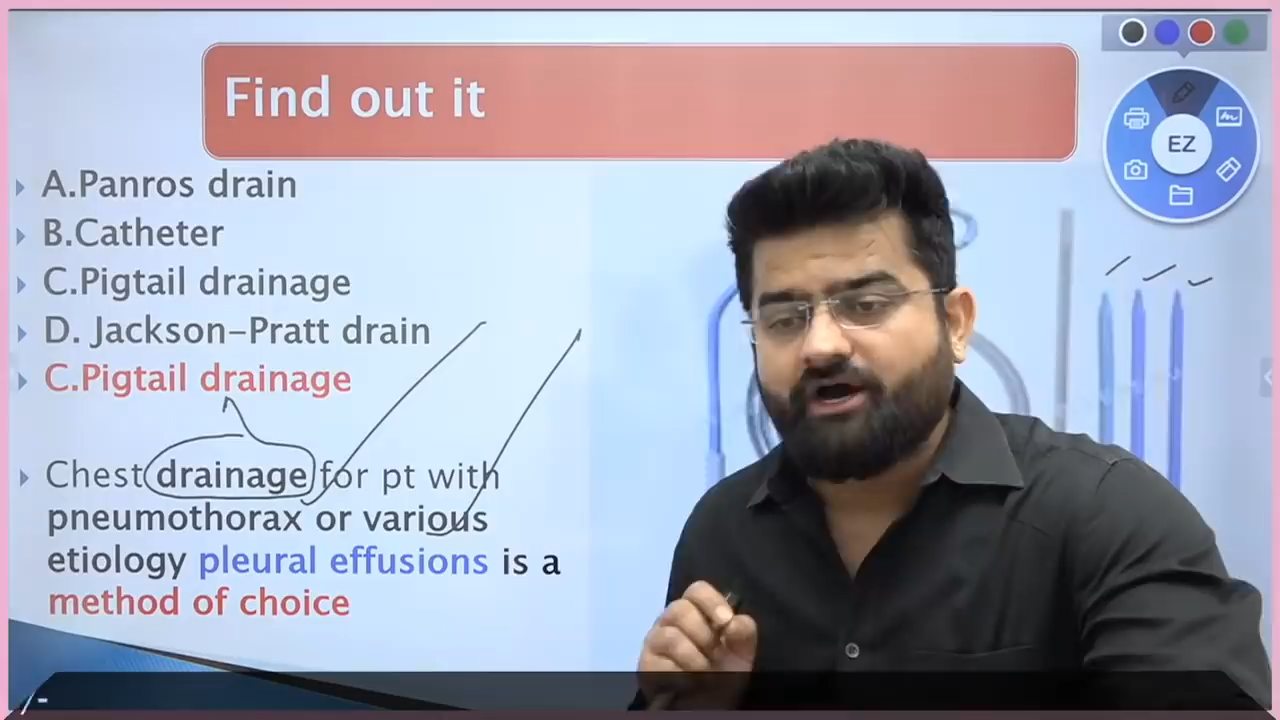 Find out it
EZ
A.Panros drain
B.Catheter
C.Pigtail drainage
D. Jackson-Pratt drain
C.Pigtail drainage
Chest drainage for pt with
pneumothorax or various
etiology pleural effusions is a
method of choice